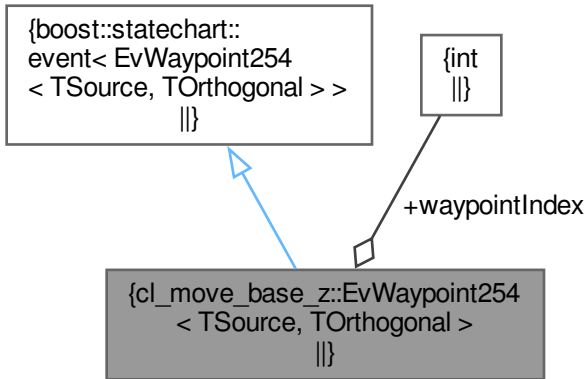 {boost::statechart::
event< EvWaypoint254
< TSource, TOrthogonal > >
||}
{int
||}
+waypointIndex
{cl_move_base_z::EvWaypoint254
< TSource, TOrthogonal >
||}